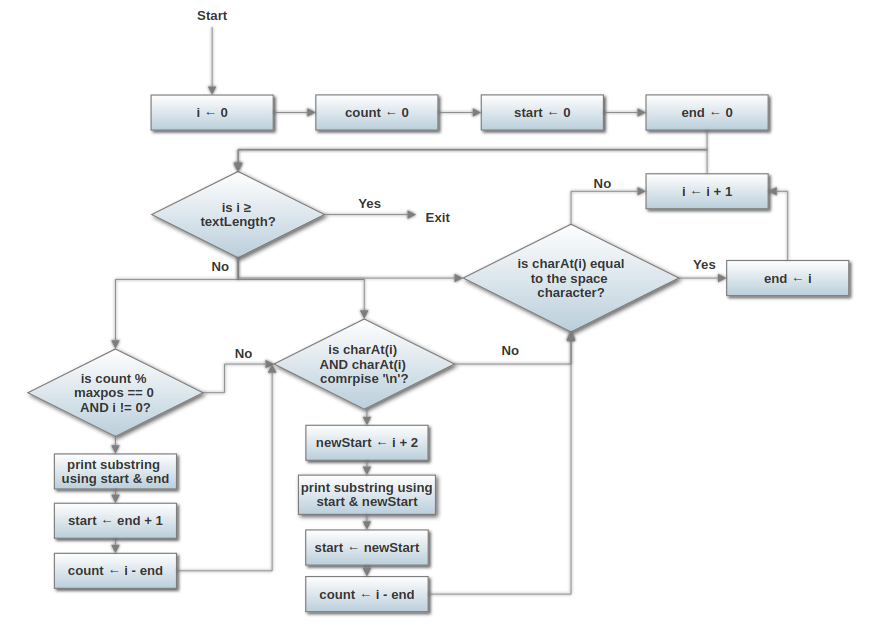 Start
i ← 0
count ← 0
start ← 0
end ← 0
is i ≥
textLength?
Yes
Exit
No
No
i ← i + 1
is charAt(i) equal
to the space
character?
Yes
end ← i
is count %
maxpos == 0
AND i != 0?
No
is charAt(i)
AND charAt(i)
comrpise '\n'?
No
print substring
using start & end
start ← end + 1
count ← i - end
newStart ← i + 2
print substring using
start & newStart
start ← newStart
count ← i - end